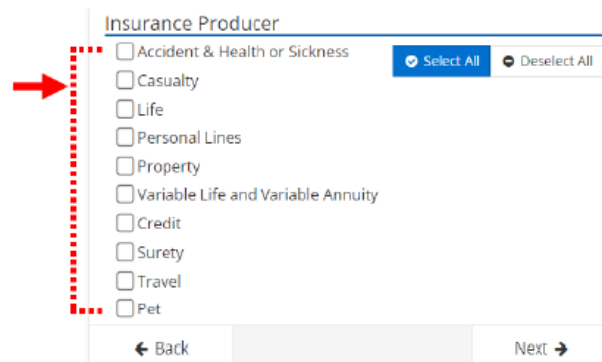 Insurance Producer
Accident & Health or Sickness
Select All
Deselect All
Casualty
Life
Personal Lines
Property
Variable Life and Variable Annuity
Credit
Surety
Travel
Pet
Back
Next